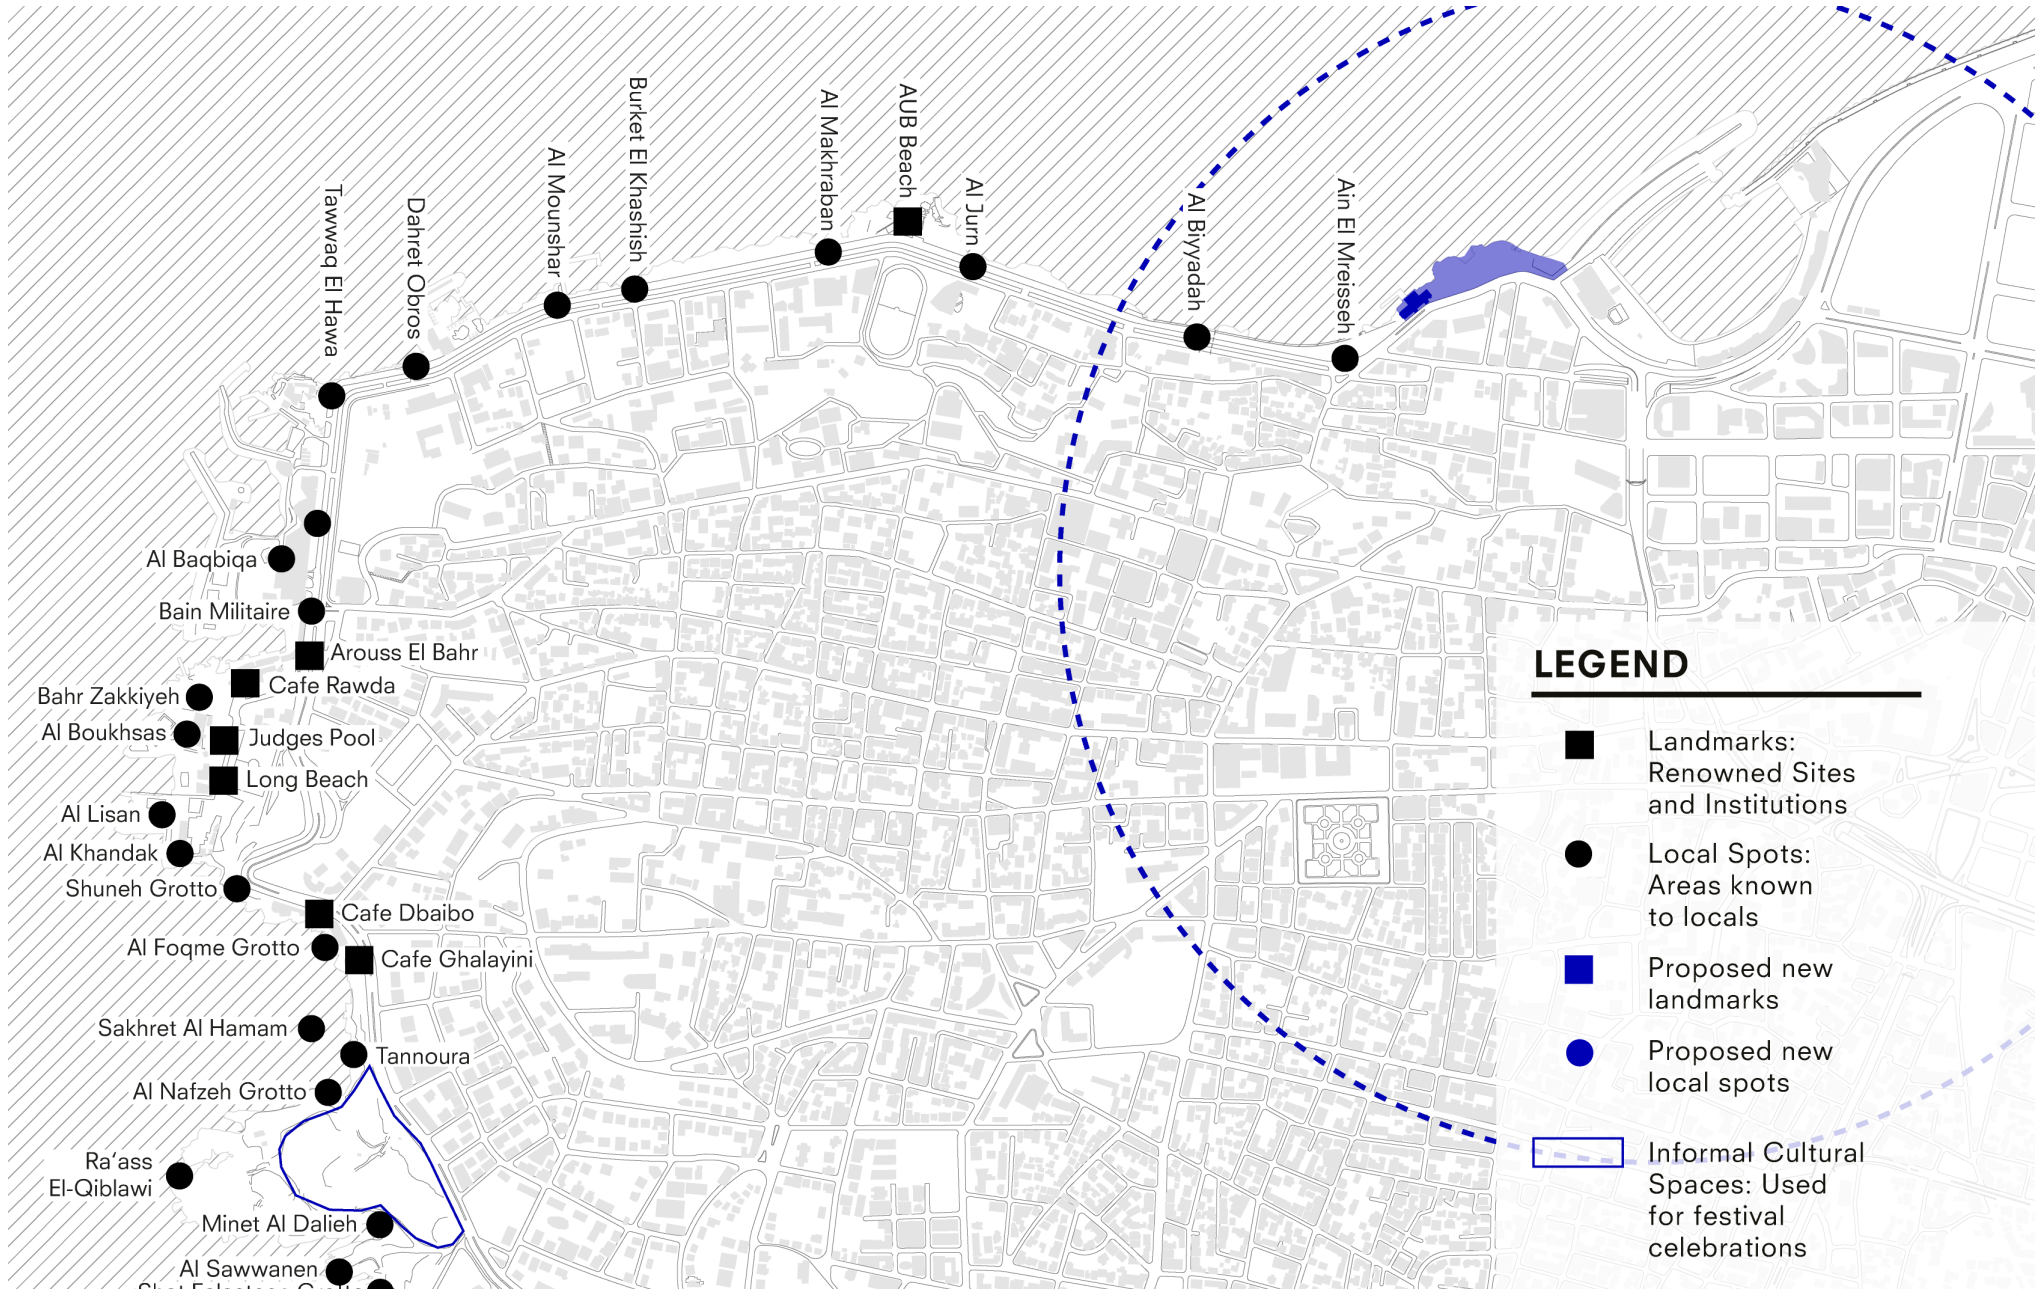 Tawwaq El Hawa
Dahret Obros
Al Mounshar
Burket El Khashish
Al Makhraban
AUB Beach
Al Jurn
Al Biyyadah
Ain El Mreisseh
Al Baqbiqa
Bain Militaire
Arouss El Bahr
Cafe Rawda
Bahr Zakkiyeh
Al Boukhsas
Judges Pool
Long Beach
Al Lisan
Al Khandak
Shuneh Grotto
Cafe Dbaibo
Al Foqme Grotto
Cafe Ghalayini
Sakhret Al Hamam
Tannoura
Al Nafzeh Grotto
Ra‘ass
El-Qiblawi
Minet Al Dalieh
Al Sawwanen
LEGEND
Landmarks:
Renowned Sites
and Institutions
Local Spots:
Areas known
to locals
Proposed new
landmarks
Proposed new
local spots
Informal Cultural
Spaces: Used
for festival
celebrations